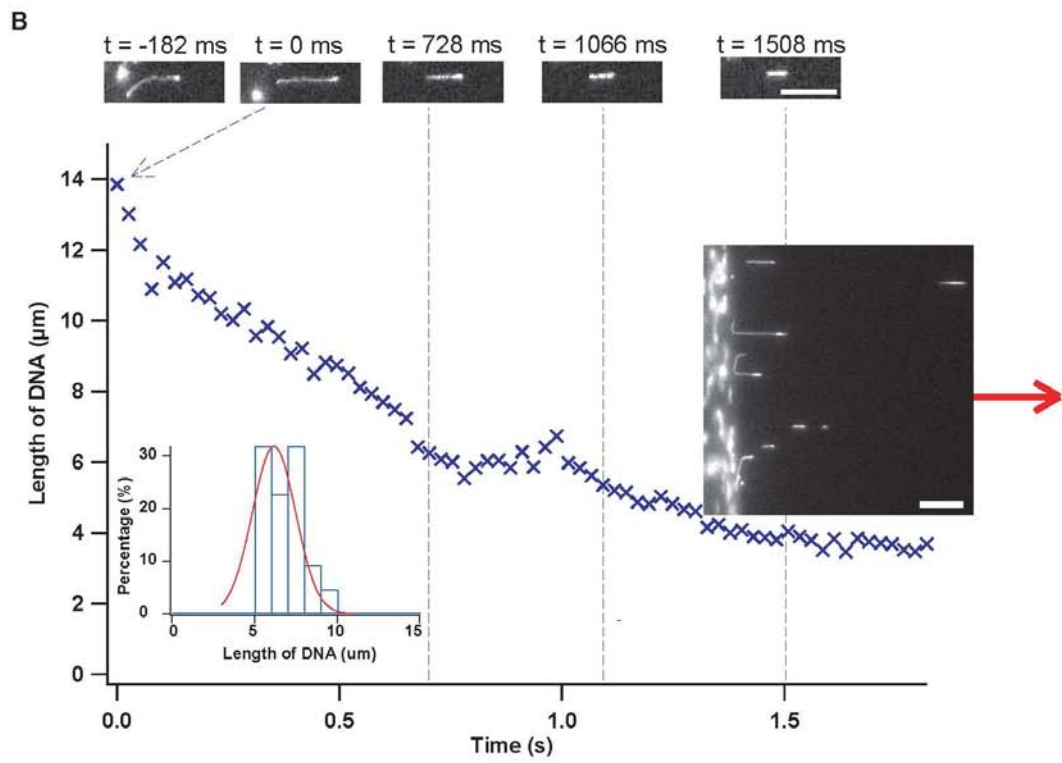 B
t = -182 ms t = 0 ms t = 728 ms t = 1066 ms t = 1508 ms
14
12
10
8
6
4
2
0
Length of DNA (µm)
30
20
10
0
Percentage (%)
0 5 10 15
Length of DNA (um)
0.0 0.5 1.0 1.5
Time (s)